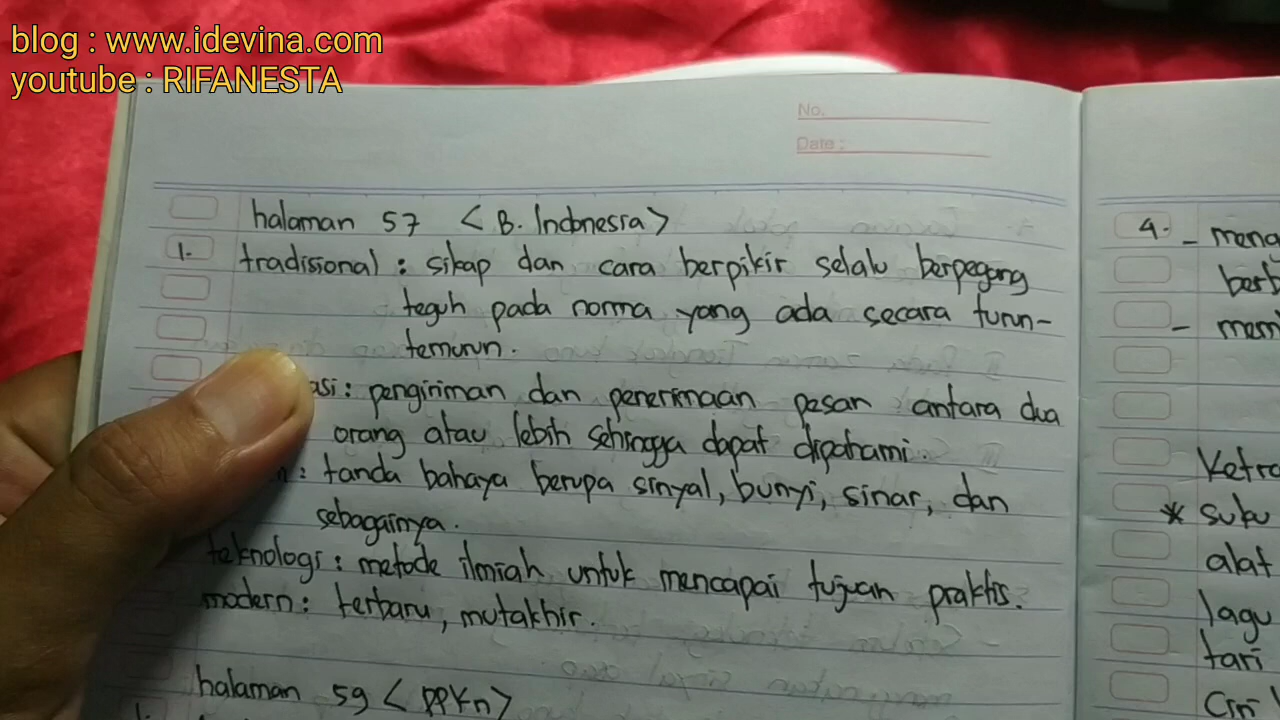 blog : www.idevina.com
youtube : RIFANESTA
No.
Date :
halaman 57 < B. Indonesia >
1. tradisional : sikap dan cara berpikir selalu berpegang
teguh pada norma yang ada secara turun-
temurun.
asi : pengiriman dan penerimaan pesan antara dua
orang atau lebih sehingga dapat dipahami.
: tanda bahaya berupa sinyal, bunyi, sinar, dan
sebagainya.
teknologi : metode ilmiah untuk mencapai tujuan praktis.
modern : terbaru, mutakhir.
halaman 59 < PPKn >
4. - meng
berb
- mem
Ketra
* suku
alat
lagu
tari
Ciri